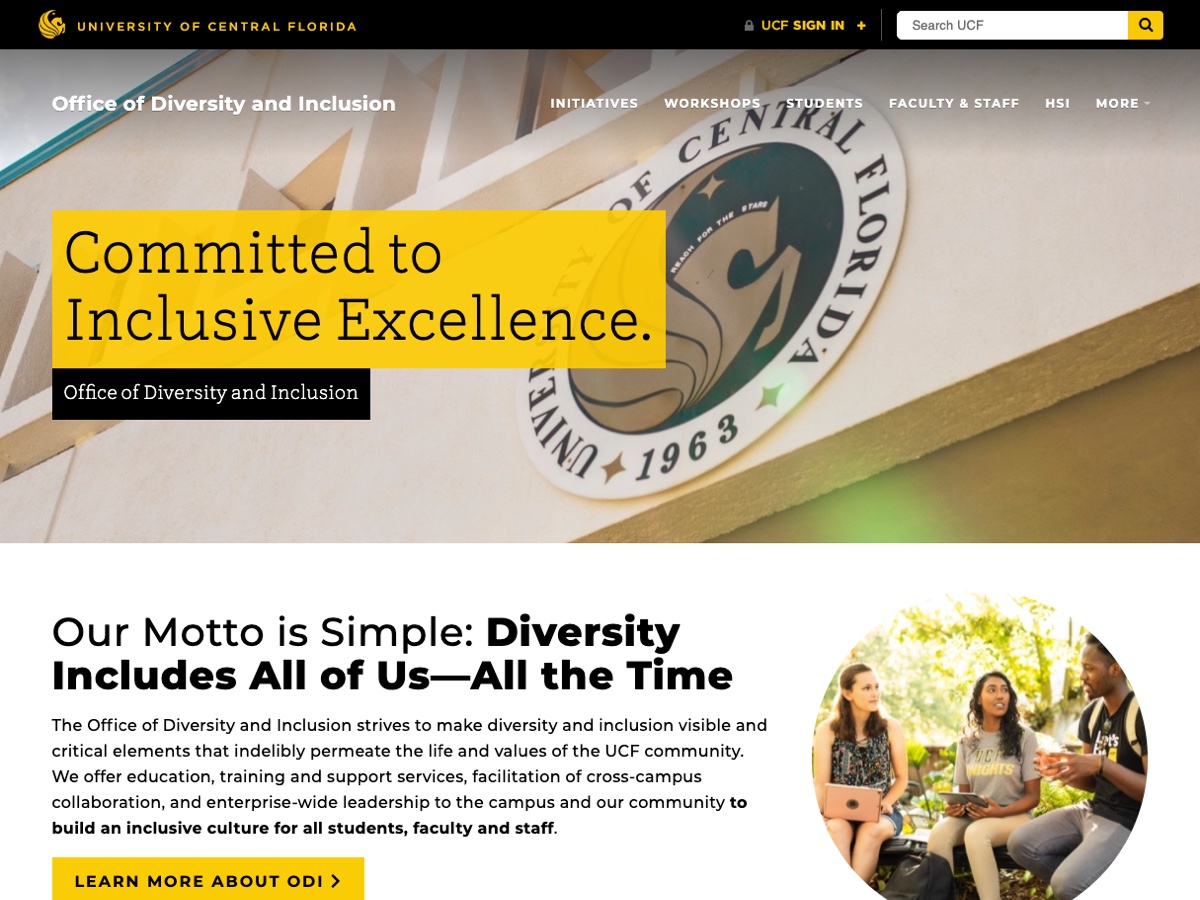 UNIVERSITY OF CENTRAL FLORIDA
UCF SIGN IN +
Search UCF
Office of Diversity and Inclusion
INITIATIVES
WORKSHOPS
STUDENTS
FACULTY & STAFF
HSI
MORE
Committed to
Inclusive Excellence.
Office of Diversity and Inclusion
UNIVERSITY OF CENTRAL FLORIDA
REACH FOR THE STARS
1963
Our Motto is Simple: Diversity
Includes All of Us—All the Time
The Office of Diversity and Inclusion strives to make diversity and inclusion visible and
critical elements that indelibly permeate the life and values of the UCF community.
We offer education, training and support services, facilitation of cross-campus
collaboration, and enterprise-wide leadership to the campus and our community to
build an inclusive culture for all students, faculty and staff.
UCF
KNIGHTS
LEARN MORE ABOUT ODI